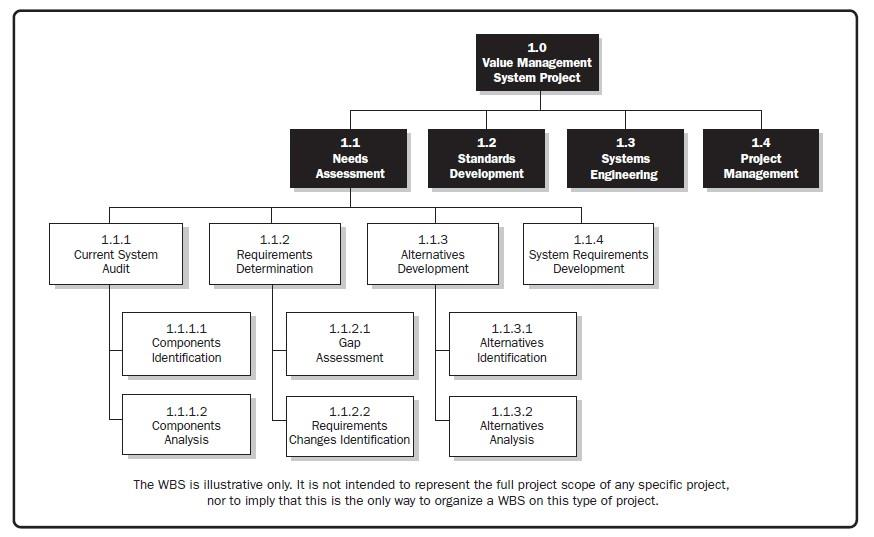 1.0
Value Management
System Project
1.1
Needs
Assessment
1.2
Standards
Development
1.3
Systems
Engineering
1.4
Project
Management
1.1.1
Current System
Audit
1.1.2
Requirements
Determination
1.1.3
Alternatives
Development
1.1.4
System Requirements
Development
1.1.1.1
Components
Identification
1.1.2.1
Gap
Assessment
1.1.3.1
Alternatives
Identification
1.1.1.2
Components
Analysis
1.1.2.2
Requirements
Changes Identification
1.1.3.2
Alternatives
Analysis
The WBS is illustrative only. It is not intended to represent the full project scope of any specific project,
nor to imply that this is the only way to organize a WBS on this type of project.